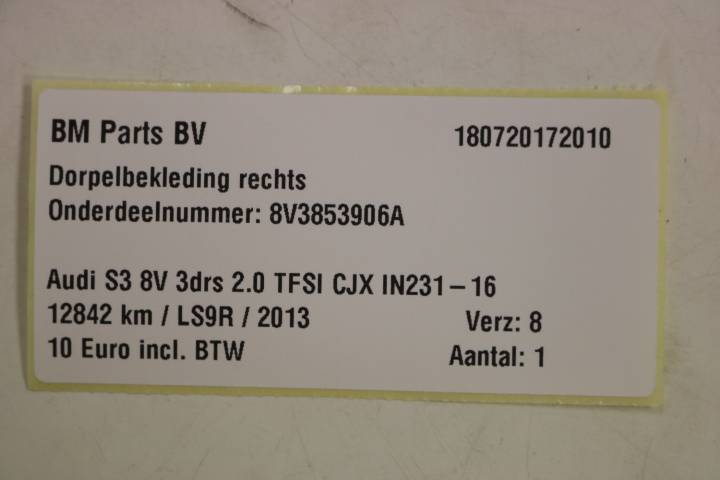 BM Parts BV 180720172010
Dorpelbekleding rechts
Onderdeelnummer: 8V3853906A
Audi S3 8V 3drs 2.0 TFSI CJX IN231-16
12842 km / LS9R / 2013 Verz: 8
10 Euro incl. BTW Aantal: 1